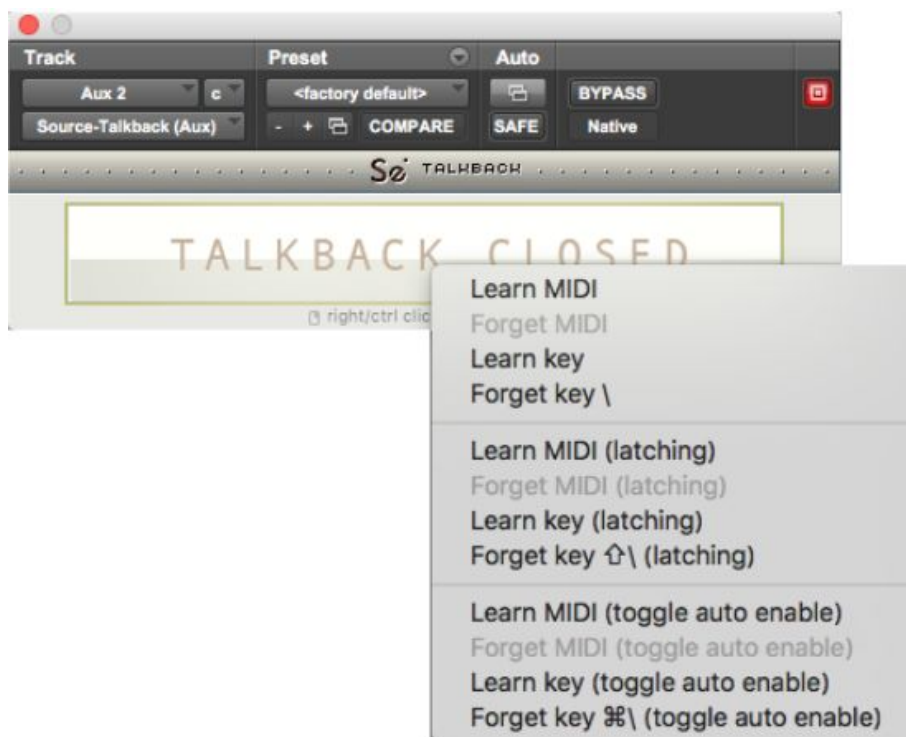 Track Preset Auto
Aux 2 c <factory default> BYPASS
Source-Talkback (Aux) - + COMPARE SAFE Native
Se TALKBACK
TALKBACK CLOSED
right/ctrl clic
Learn MIDI
Forget MIDI
Learn key
Forget key \
Learn MIDI (latching)
Forget MIDI (latching)
Learn key (latching)
Forget key ⇧\ (latching)
Learn MIDI (toggle auto enable)
Forget MIDI (toggle auto enable)
Learn key (toggle auto enable)
Forget key ⌘\ (toggle auto enable)